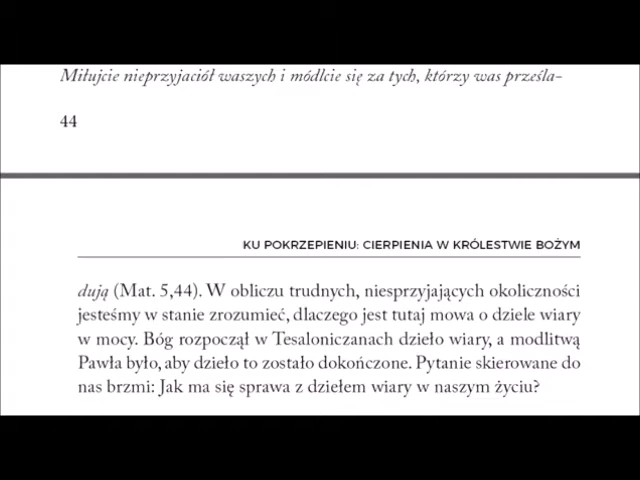 Miłujcie nieprzyjaciół waszych i módlcie się za tych, którzy was prześla-
44
KU POKRZEPIENIU: CIERPIENIA W KRÓLESTWIE BOŻYM
dują (Mat. 5,44). W obliczu trudnych, niesprzyjających okoliczności
jesteśmy w stanie zrozumieć, dlaczego jest tutaj mowa o dziele wiary
w mocy. Bóg rozpoczął w Tesaloniczanach dzieło wiary, a modlitwą
Pawła było, aby dzieło to zostało dokończone. Pytanie skierowane do
nas brzmi: Jak ma się sprawa z dziełem wiary w naszym życiu?